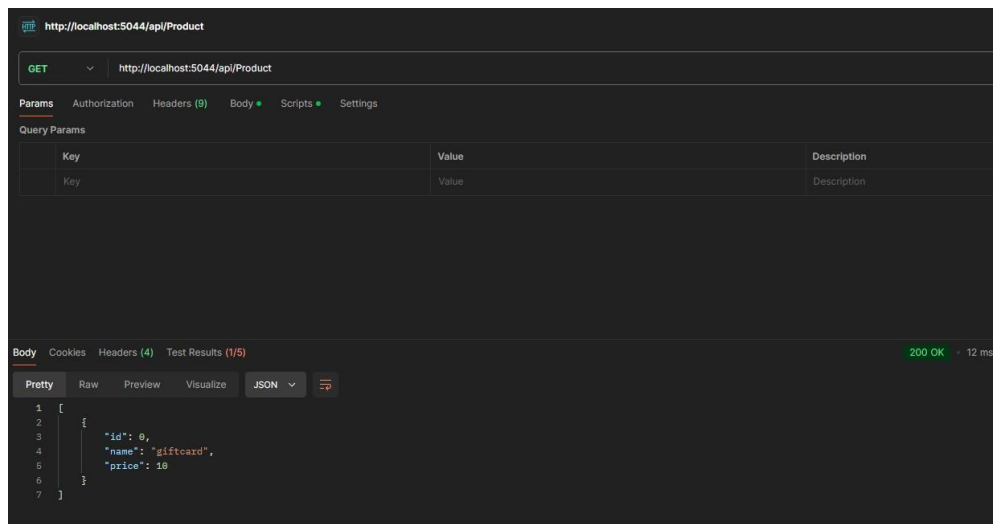 HTTP http://localhost:5044/api/Product
GET http://localhost:5044/api/Product
Params Authorization Headers (9) Body Scripts Settings
Query Params
Key Value Description
Key Value Description
Body Cookies Headers (4) Test Results (1/5) 200 OK 12 ms
Pretty Raw Preview Visualize JSON
1 [
2 {
3 "id": 0,
4 "name": "giftcard",
5 "price": 10
6 }
7 ]